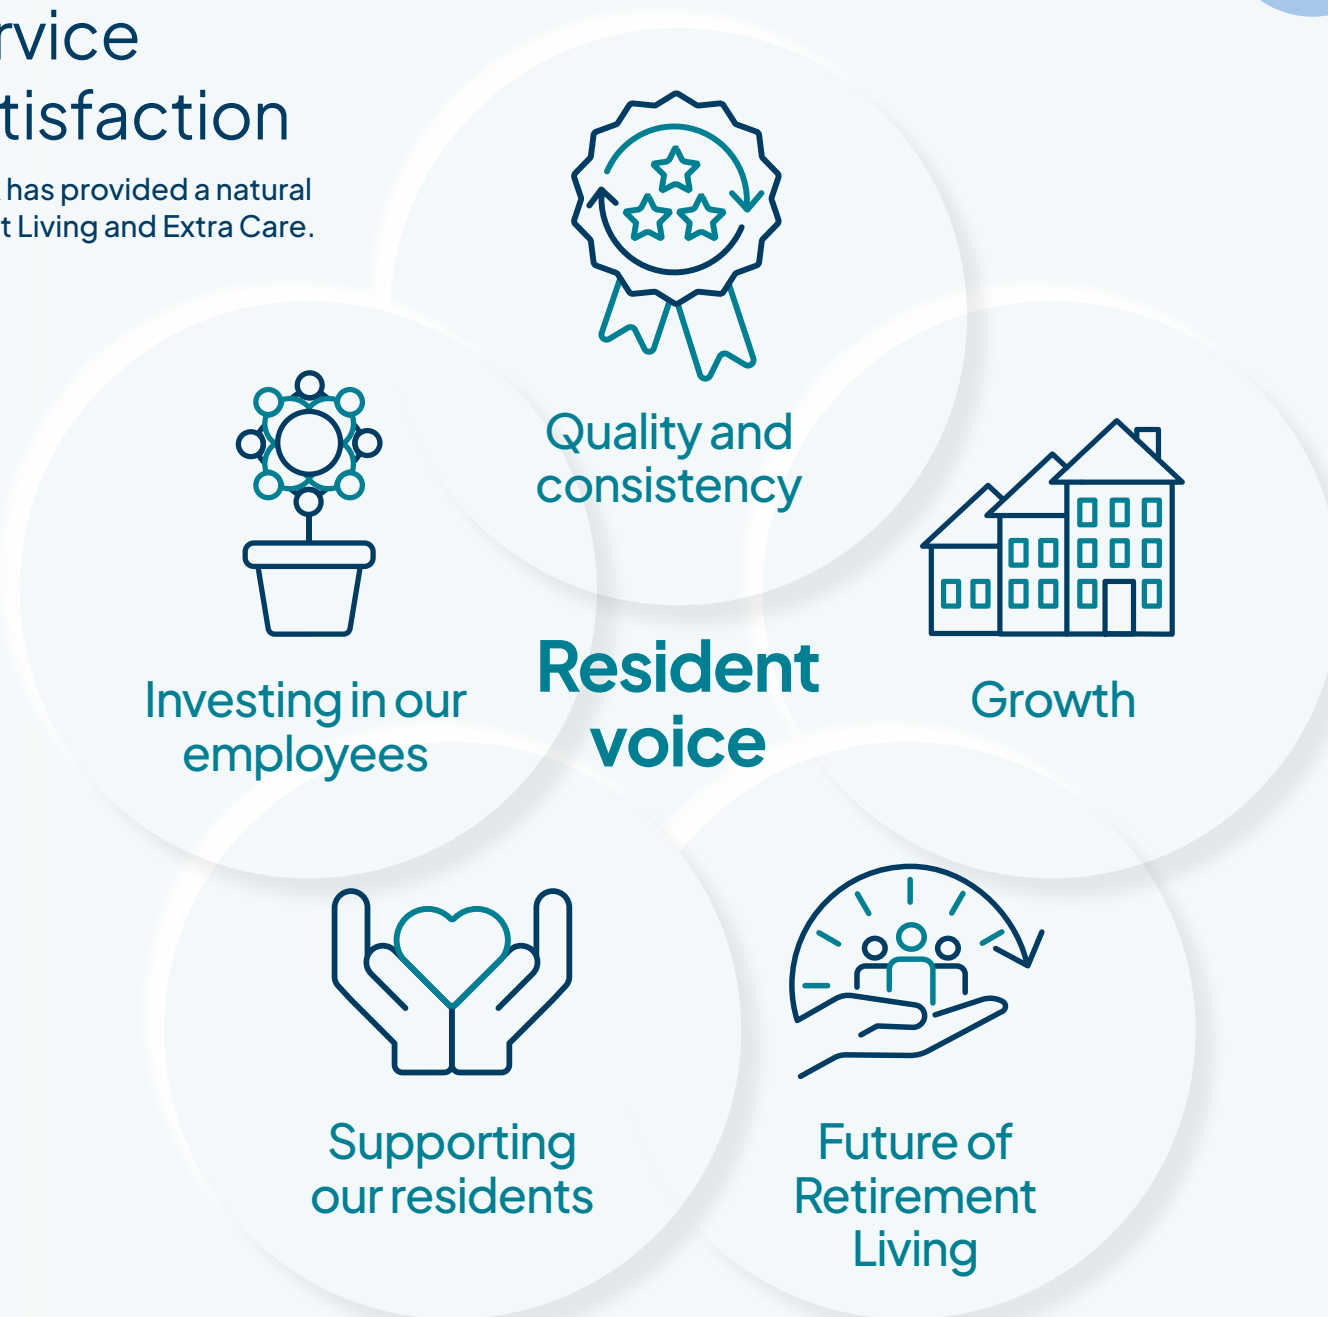 rvice
tisfaction
has provided a natural
t Living and Extra Care.
Quality and
consistency
Investing in our
employees
Resident
voice
Growth
Supporting
our residents
Future of
Retirement
Living